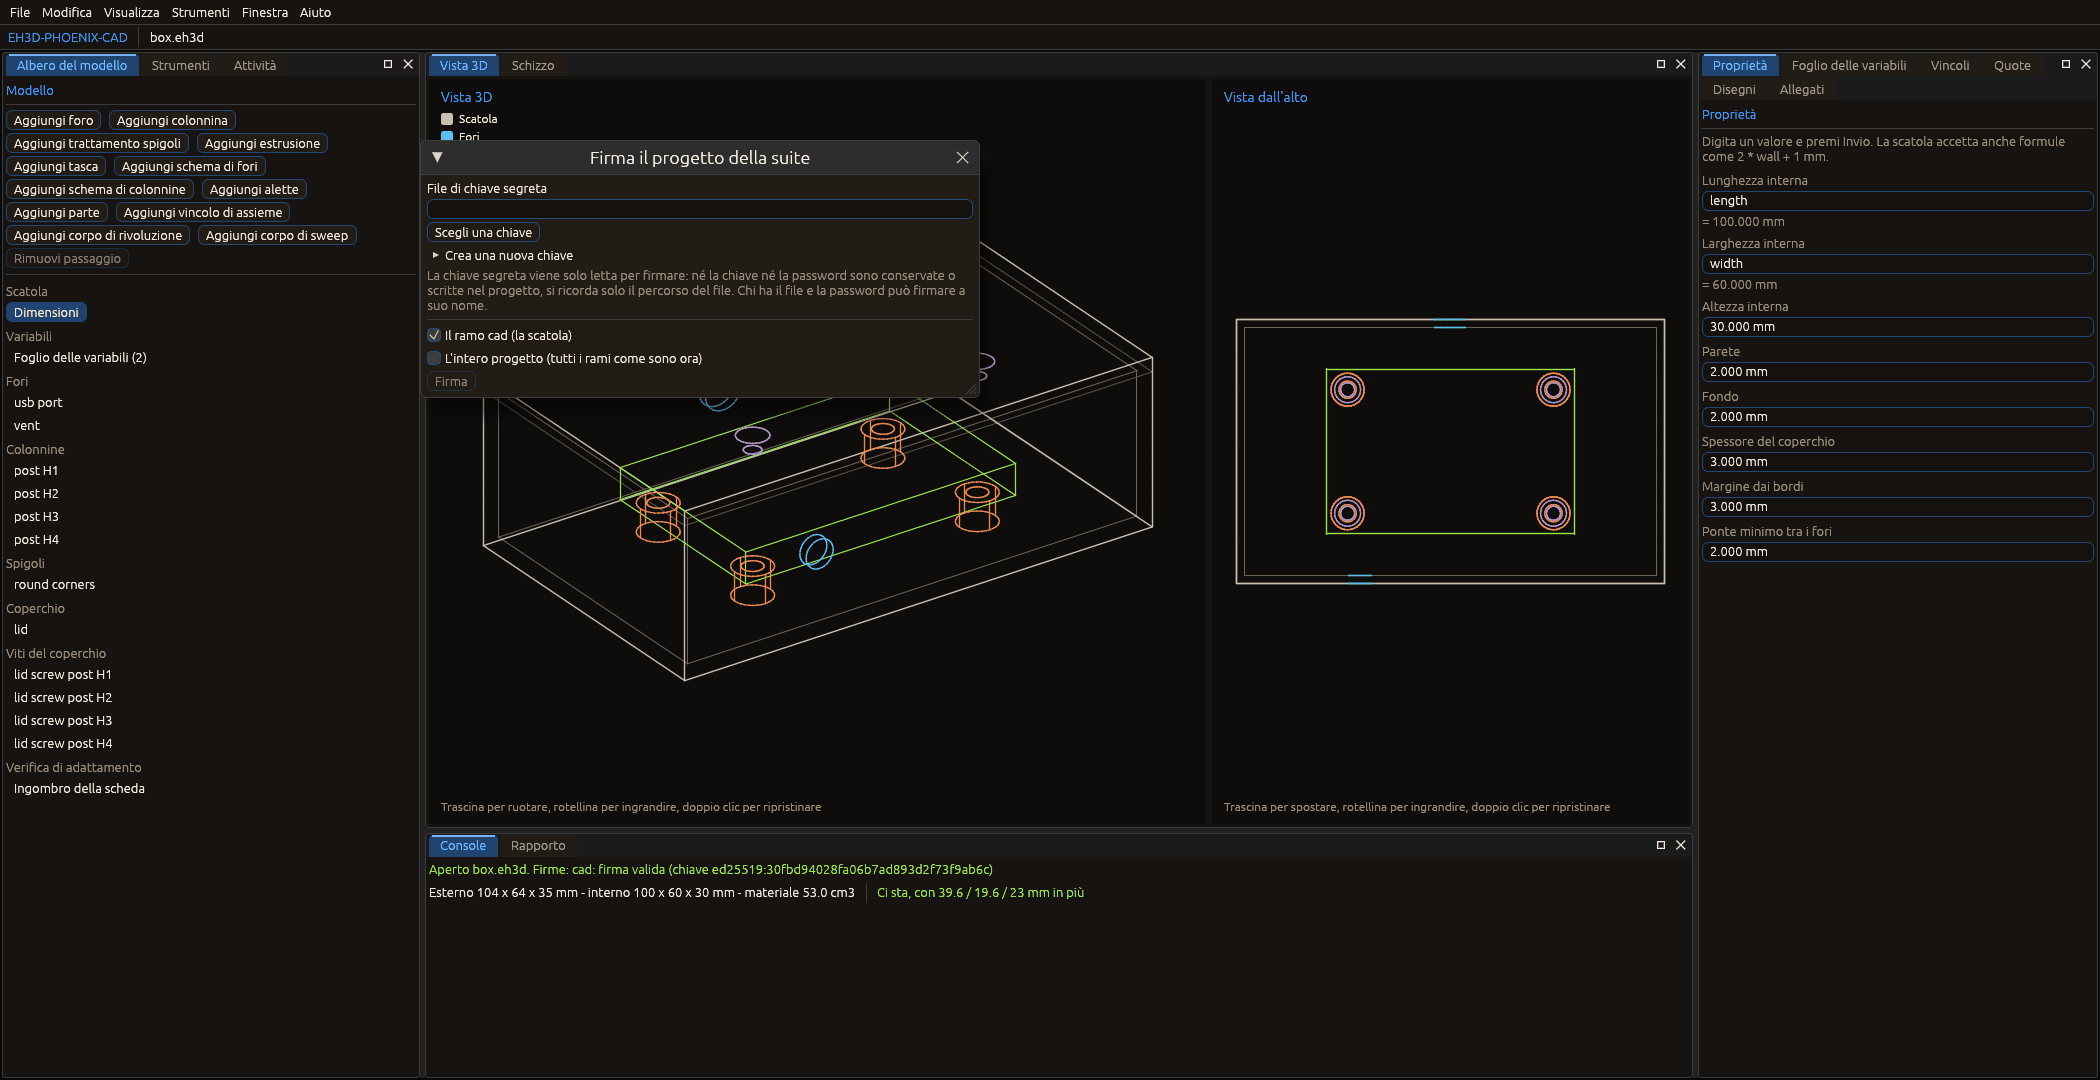 File Modifica Visualizza Strumenti Finestra Aiuto
EH3D-PHOENIX-CAD box.eh3d
Albero del modello Strumenti Attività
Modello
Aggiungi foro Aggiungi colonnina
Aggiungi trattamento spigoli Aggiungi estrusione
Aggiungi tasca Aggiungi schema di fori
Aggiungi schema di colonnine Aggiungi alette
Aggiungi parte Aggiungi vincolo di assieme
Aggiungi corpo di rivoluzione Aggiungi corpo di sweep
Rimuovi passaggio
Scatola
Dimensioni
Variabili
Foglio delle variabili (2)
Fori
usb port
vent
Colonnine
post H1
post H2
post H3
post H4
Spigoli
round corners
Coperchio
lid
Viti del coperchio
lid screw post H1
lid screw post H2
lid screw post H3
lid screw post H4
Verifica di adattamento
Ingombro della scheda
Vista 3D Schizzo
Vista 3D
Scatola
Fori
Firma il progetto della suite
File di chiave segreta
Scegli una chiave
Crea una nuova chiave
La chiave segreta viene solo letta per firmare: né la chiave né la password sono conservate o
scritte nel progetto, si ricorda solo il percorso del file. Chi ha il file e la password può firmare a
suo nome.
Il ramo cad (la scatola)
L'intero progetto (tutti i rami come sono ora)
Firma
Trascina per ruotare, rotellina per ingrandire, doppio clic per ripristinare
Vista dall'alto
Trascina per spostare, rotellina per ingrandire, doppio clic per ripristinare
Console Rapporto
Aperto box.eh3d. Firme: cad: firma valida (chiave ed25519:30fbd94028fa06b7ad893d2f73f9ab6c)
Esterno 104 x 64 x 35 mm - interno 100 x 60 x 30 mm - materiale 53.0 cm3 Ci sta, con 39.6 / 19.6 / 23 mm in più
Proprietà Foglio delle variabili Vincoli Quote
Disegni Allegati
Proprietà
Digita un valore e premi Invio. La scatola accetta anche formule
come 2 * wall + 1 mm.
Lunghezza interna
length
= 100.000 mm
Larghezza interna
width
= 60.000 mm
Altezza interna
30.000 mm
Parete
2.000 mm
Fondo
2.000 mm
Spessore del coperchio
3.000 mm
Margine dai bordi
3.000 mm
Ponte minimo tra i fori
2.000 mm